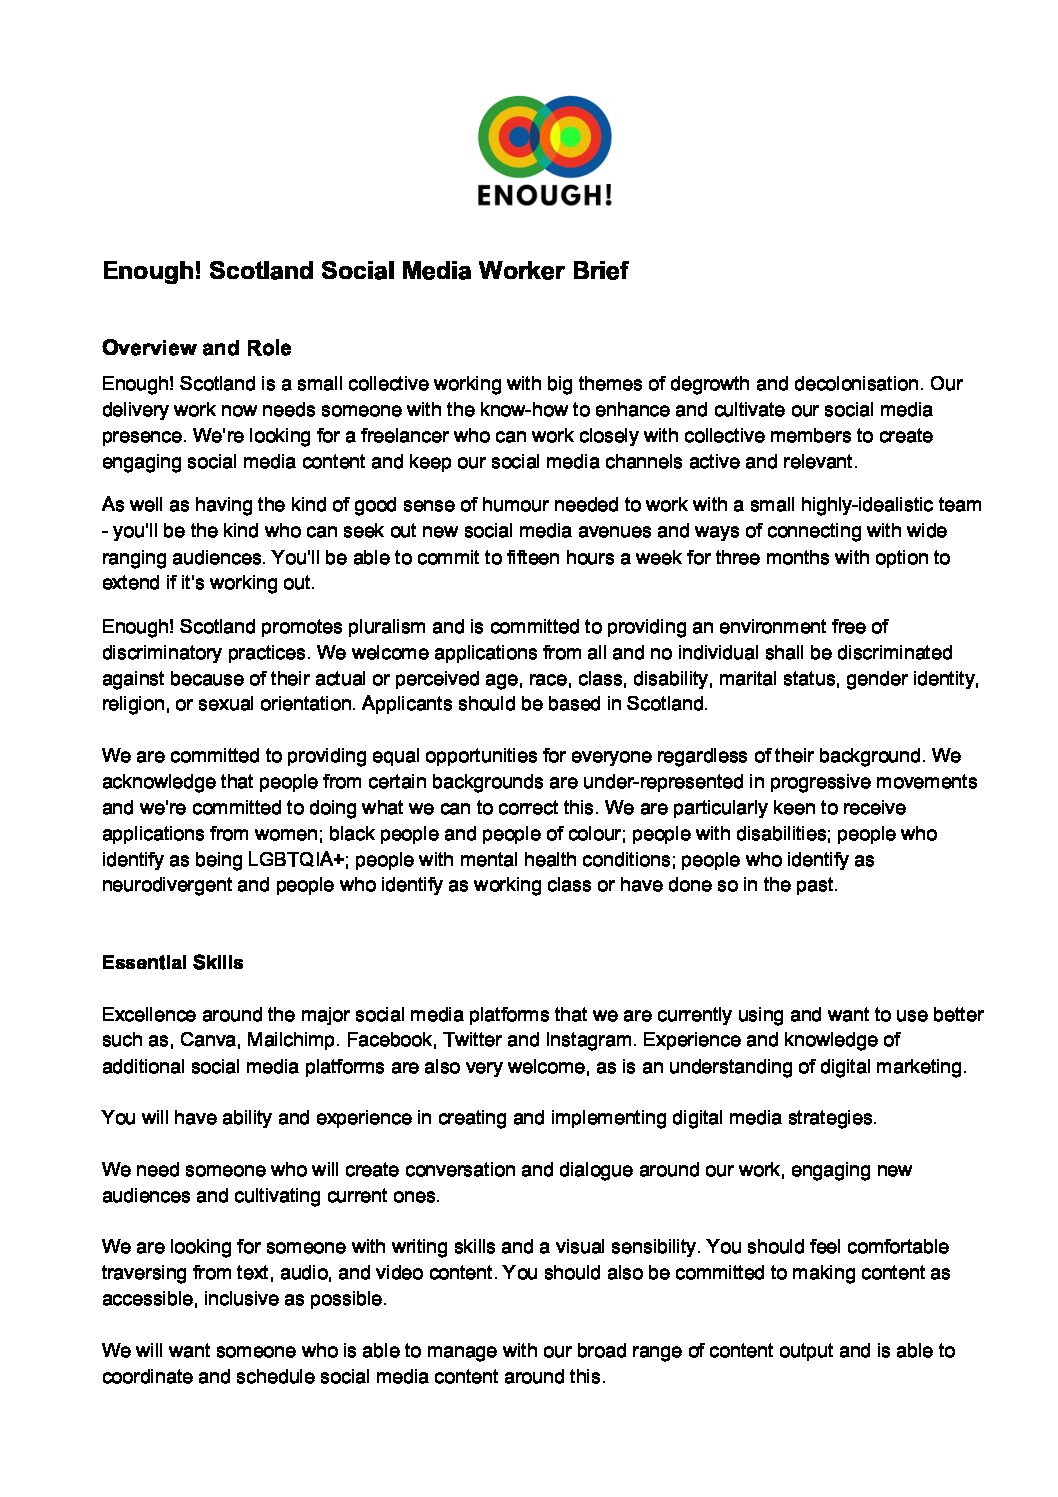 ENOUGH!
Enough! Scotland Social Media Worker Brief
Overview and Role
Enough! Scotland is a small collective working with big themes of degrowth and decolonisation. Our
delivery work now needs someone with the know-how to enhance and cultivate our social media
presence. We're looking for a freelancer who can work closely with collective members to create
engaging social media content and keep our social media channels active and relevant.
As well as having the kind of good sense of humour needed to work with a small highly-idealistic team
- you'll be the kind who can seek out new social media avenues and ways of connecting with wide
ranging audiences. You'll be able to commit to fifteen hours a week for three months with option to
extend if it's working out.
Enough! Scotland promotes pluralism and is committed to providing an environment free of
discriminatory practices. We welcome applications from all and no individual shall be discriminated
against because of their actual or perceived age, race, class, disability, marital status, gender identity,
religion, or sexual orientation. Applicants should be based in Scotland.
We are committed to providing equal opportunities for everyone regardless of their background. We
acknowledge that people from certain backgrounds are under-represented in progressive movements
and we're committed to doing what we can to correct this. We are particularly keen to receive
applications from women; black people and people of colour; people with disabilities; people who
identify as being LGBTQIA+; people with mental health conditions; people who identify as
neurodivergent and people who identify as working class or have done so in the past.
Essential Skills
Excellence around the major social media platforms that we are currently using and want to use better
such as, Canva, Mailchimp. Facebook, Twitter and Instagram. Experience and knowledge of
additional social media platforms are also very welcome, as is an understanding of digital marketing.
You will have ability and experience in creating and implementing digital media strategies.
We need someone who will create conversation and dialogue around our work, engaging new
audiences and cultivating current ones.
We are looking for someone with writing skills and a visual sensibility. You should feel comfortable
traversing from text, audio, and video content. You should also be committed to making content as
accessible, inclusive as possible.
We will want someone who is able to manage with our broad range of content output and is able to
coordinate and schedule social media content around this.